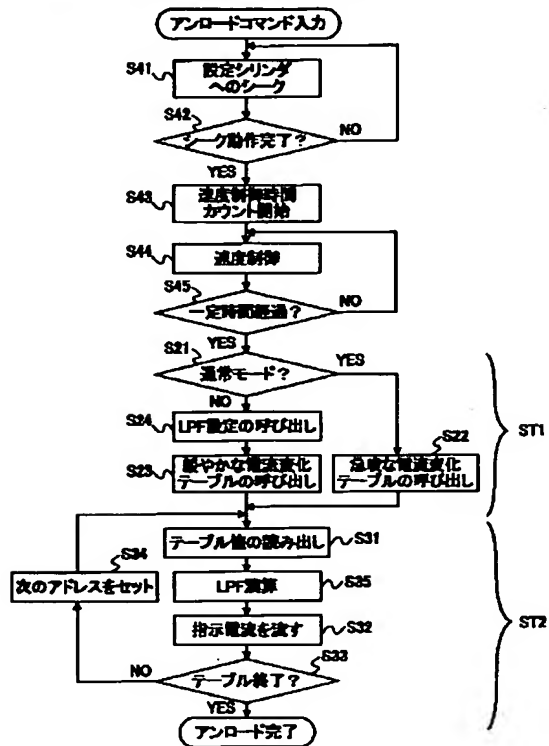 アンロードコマンド入力
S41
設定シリンダ
へのシーク
S42
シーク動作完了?
NO
YES
S43
速度制御時間
カウント開始
S44
速度制御
S45
一定時間経過?
NO
YES
S21
通常モード?
YES
NO
S24
LPF設定の呼び出し
S22
S23
緩やかな電流変化
テーブルの呼び出し
急峻な電流変化
テーブルの呼び出し
ST1
S34
次のアドレスをセット
テーブル値の読み出し
S31
LPF演算
S35
指示電流を流す
S32
ST2
S33
テーブル終了?
NO
YES
アンロード完了